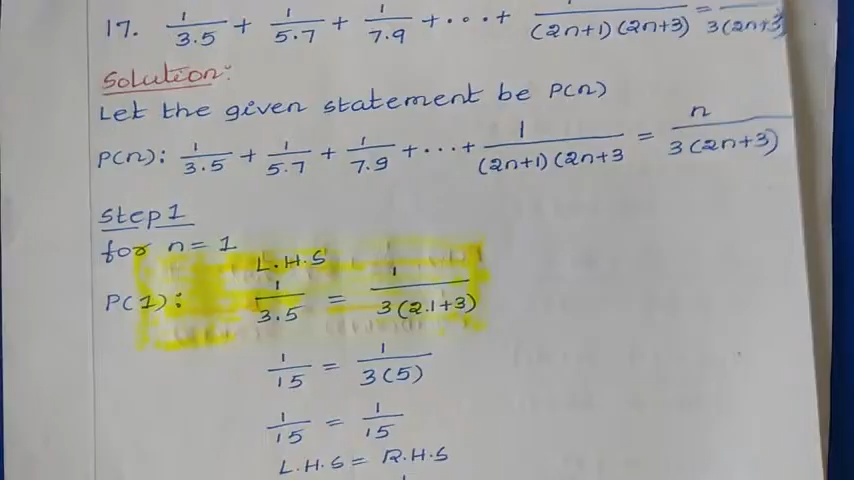 17. 1/3.5 + 1/5.7 + 1/7.9 + ... + 1/(2n+1)(2n+3) = /3(2n+3)
Solution:
Let the given statement be P(n)
P(n): 1/3.5 + 1/5.7 + 1/7.9 + ... + 1/(2n+1)(2n+3 = n/3(2n+3)
Step 1
for n = 1
L.H.S
P(1): 1/3.5 = 1/3(2.1+3)
1/15 = 1/3(5)
1/15 = 1/15
L.H.S = R.H.S